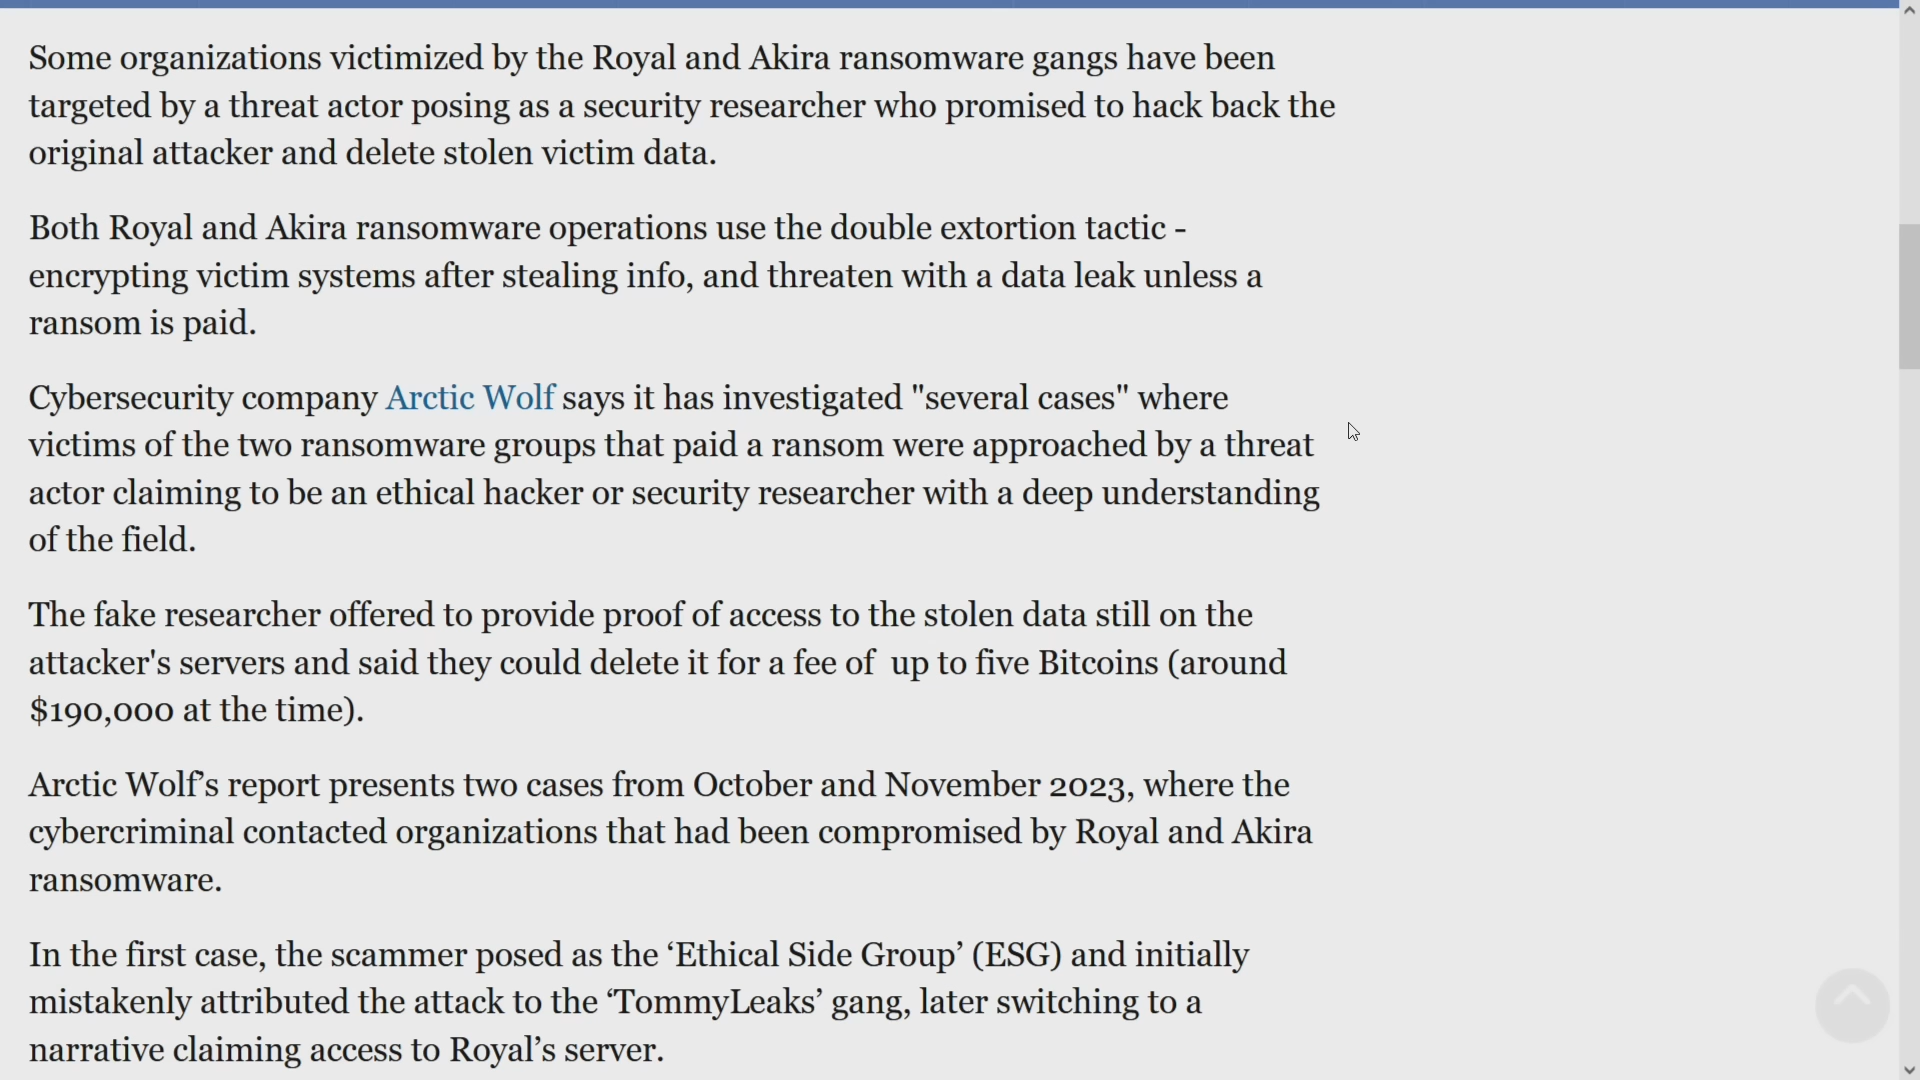 Some organizations victimized by the Royal and Akira ransomware gangs have been
targeted by a threat actor posing as a security researcher who promised to hack back the
original attacker and delete stolen victim data.
Both Royal and Akira ransomware operations use the double extortion tactic -
encrypting victim systems after stealing info, and threaten with a data leak unless a
ransom is paid.
Cybersecurity company Arctic Wolf says it has investigated "several cases" where
victims of the two ransomware groups that paid a ransom were approached by a threat
actor claiming to be an ethical hacker or security researcher with a deep understanding
of the field.
The fake researcher offered to provide proof of access to the stolen data still on the
attacker's servers and said they could delete it for a fee of  up to five Bitcoins (around
$190,000 at the time).
Arctic Wolf’s report presents two cases from October and November 2023, where the
cybercriminal contacted organizations that had been compromised by Royal and Akira
ransomware.
In the first case, the scammer posed as the ‘Ethical Side Group’ (ESG) and initially
mistakenly attributed the attack to the ‘TommyLeaks’ gang, later switching to a
narrative claiming access to Royal’s server.